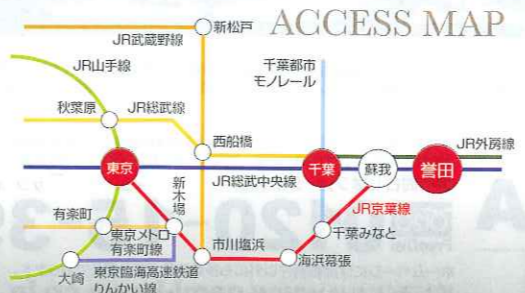 ACCESS MAP
新松戸
JR武蔵野線
JR山手線
千葉都市
モノレール
秋葉原
JR総武線
西船橋
JR外房線
東京
千葉
蘇我
誉田
JR総武中央線
新木場
JR京葉線
有楽町
東京メトロ
有楽町線
千葉みなと
市川塩浜
海浜幕張
大崎
東京臨海高速鉄道
りんかい線